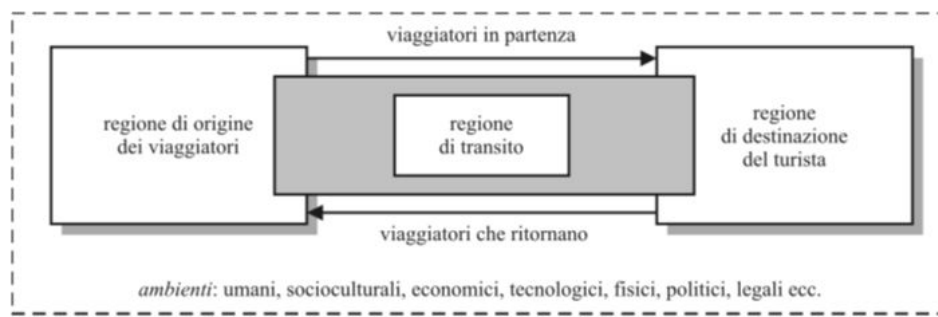 viaggiatori in partenza
regione di origine
dei viaggiatori
regione
di transito
regione
di destinazione
del turista
viaggiatori che ritornano
ambienti: umani, socioculturali, economici, tecnologici, fisici, politici, legali ecc.